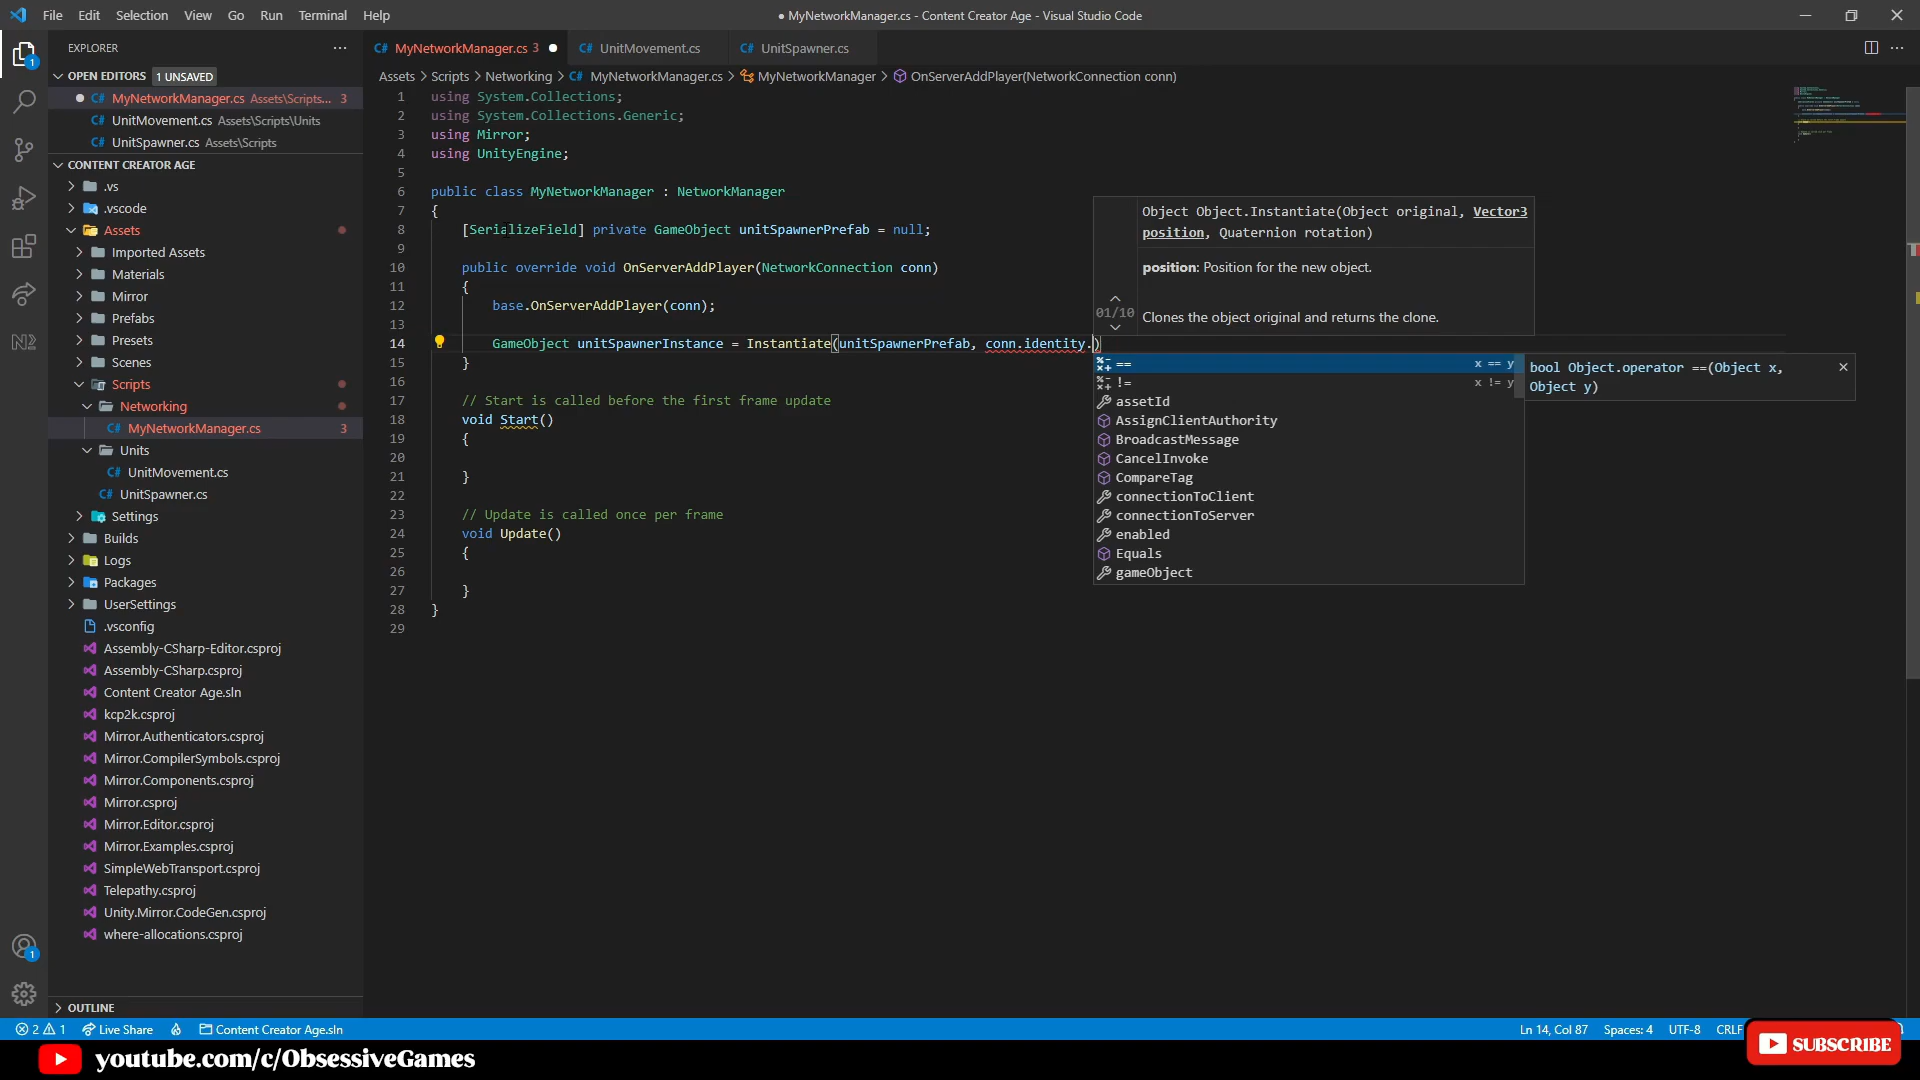 File Edit Selection View Go Run Terminal Help
● MyNetworkManager.cs - Content Creator Age - Visual Studio Code
EXPLORER
OPEN EDITORS 1 UNSAVED
C# MyNetworkManager.cs Assets\Scripts... 3
C# UnitMovement.cs Assets\Scripts\Units
C# UnitSpawner.cs Assets\Scripts
CONTENT CREATOR AGE
.vs
.vscode
Assets
Imported Assets
Materials
Mirror
Prefabs
Presets
Scenes
Scripts
Networking
C# MyNetworkManager.cs 3
Units
C# UnitMovement.cs
C# UnitSpawner.cs
Settings
Builds
Logs
Packages
UserSettings
.vsconfig
Assembly-CSharp-Editor.csproj
Assembly-CSharp.csproj
Content Creator Age.sln
kcp2k.csproj
Mirror.Authenticators.csproj
Mirror.CompilerSymbols.csproj
Mirror.Components.csproj
Mirror.csproj
Mirror.Editor.csproj
Mirror.Examples.csproj
SimpleWebTransport.csproj
Telepathy.csproj
Unity.Mirror.CodeGen.csproj
where-allocations.csproj
OUTLINE
C# MyNetworkManager.cs 3
C# UnitMovement.cs
C# UnitSpawner.cs
Assets > Scripts > Networking > C# MyNetworkManager.cs > MyNetworkManager > OnServerAddPlayer(NetworkConnection conn)
1 using System.Collections;
2 using System.Collections.Generic;
3 using Mirror;
4 using UnityEngine;
5
6 public class MyNetworkManager : NetworkManager
7 {
8 [SerializeField] private GameObject unitSpawnerPrefab = null;
9
10 public override void OnServerAddPlayer(NetworkConnection conn)
11 {
12 base.OnServerAddPlayer(conn);
13
14 GameObject unitSpawnerInstance = Instantiate(unitSpawnerPrefab, conn.identity.)
15 }
16
17 // Start is called before the first frame update
18 void Start()
19 {
20
21 }
22
23 // Update is called once per frame
24 void Update()
25 {
26
27 }
28 }
29
Object Object.Instantiate(Object original, Vector3
position, Quaternion rotation)
position: Position for the new object.
01/10
Clones the object original and returns the clone.
== x == y
!= x != y
assetId
AssignClientAuthority
BroadcastMessage
CancelInvoke
CompareTag
connectionToClient
connectionToServer
enabled
Equals
gameObject
bool Object.operator ==(Object x,
Object y)
1
1
2 1 Live Share Content Creator Age.sln
Ln 14, Col 87 Spaces: 4 UTF-8 CRLF
youtube.com/c/ObsessiveGames
SUBSCRIBE